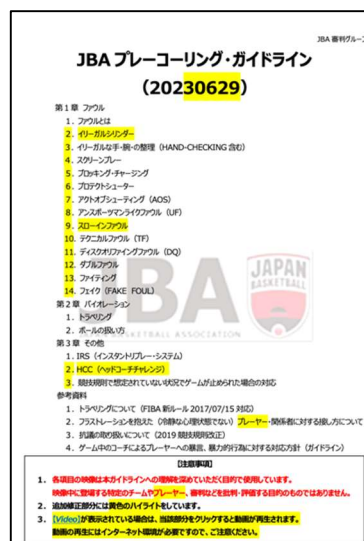 JBA 審判グループ
JBA プレーコーリング・ガイドライン
（20230629）
第１章 ファウル
１．ファウルとは
２．イリーガルシリンダー
３．イリーガルな手・腕・の整理（HAND-CHECKING 含む）
４．スクリーンプレー
５．ブロッキング・チャージング
６．プロテクトシューター
７．アクトオブシューティング（AOS）
８．アンスポーツマンライクファウル（UF）
９．スローインファウル
10．テクニカルファウル（TF）
11．ディスクオリファイングファウル（DQ）
12．ダブルファウル
13．ファイティング
14．フェイク（FAKE FOUL）
第２章 バイオレーション
１．トラベリング
２．ボールの扱い方
第３章 その他
１．IRS（インスタントリプレー・システム）
２．HCC（ヘッドコーチチャレンジ）
３．競技規則で想定されていない状況でゲームが止められた場合の対応
参考資料
１．トラベリングについて（FIBA 新ルール 2017/07/15 対応）
２．フラストレーションを抱えた（冷静な心理状態でない）プレーヤー・関係者に対する接し方について
３．抗議の取り扱いについて（2019 競技規則改正）
４．ゲーム中のコーチによるプレーヤーへの暴言、暴力的行為に対する対応方針（ガイドライン）
JBA
JAPAN
BASKETBALL
BASKETBALL ASSOCIATION
【注意事項】
1. 各項目の映像は本ガイドラインへの理解を深めていただく目的で使用しています。
映像中に登場する特定のチームやプレーヤー、審判などを批判・評価する目的のものではありません。
2. 追加修正部分には黄色のハイライトをしています。
3. 【Video】が表示されている場合は、当該部分をクリックすると動画が再生されます。
動画の再生にはインターネット環境が必要ですので、ご注意ください。